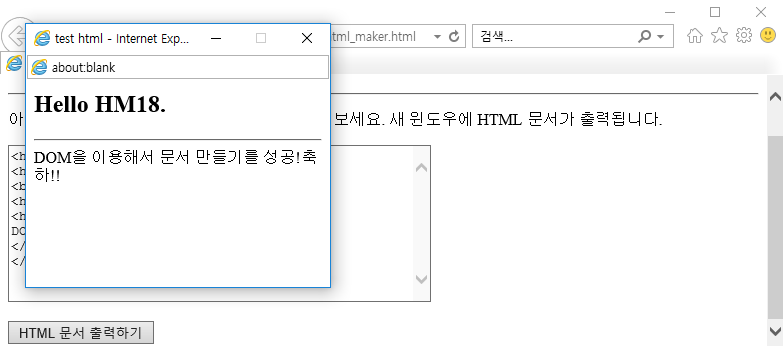 test html - Internet Exp...
tml_maker.html
검색...
about:blank
Hello HM18.
DOM을 이용해서 문서 만들기를 성공!축
하!!
아
보세요. 새 윈도우에 HTML 문서가 출력됩니다.
<h
<h
<b
<h
<h
DO
</
</
HTML 문서 출력하기